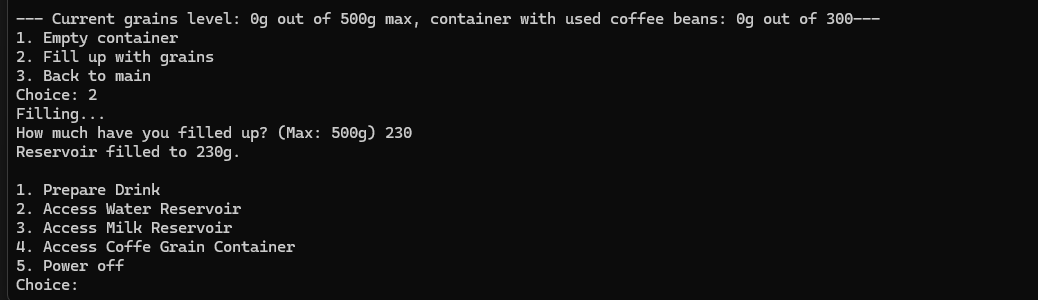 --- Current grains level: 0g out of 500g max, container with used coffee beans: 0g out of 300---
1. Empty container
2. Fill up with grains
3. Back to main
Choice: 2
Filling...
How much have you filled up? (Max: 500g) 230
Reservoir filled to 230g.

1. Prepare Drink
2. Access Water Reservoir
3. Access Milk Reservoir
4. Access Coffe Grain Container
5. Power off
Choice: